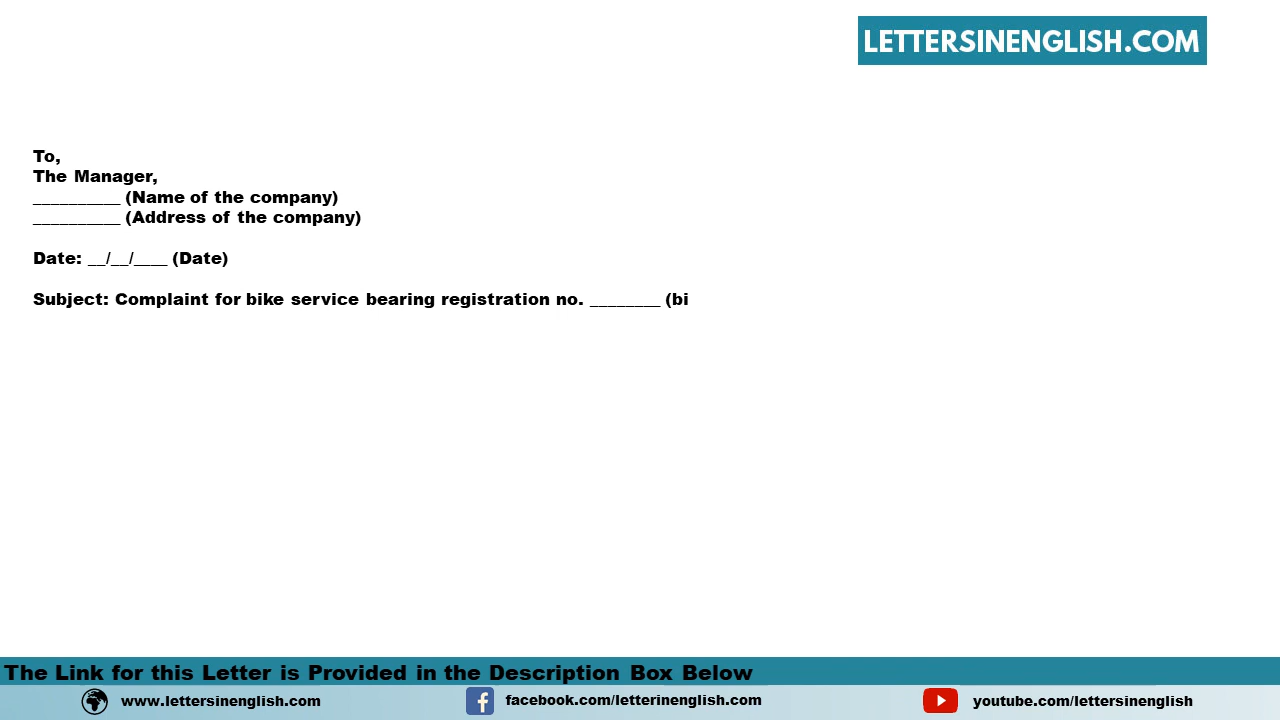 LETTERSINENGLISH.COM
To,
The Manager,
__________ (Name of the company)
__________ (Address of the company)
Date: __/__/____ (Date)
Subject: Complaint for bike service bearing registration no. ________ (bi
The Link for this Letter is Provided in the Description Box Below
www.lettersinenglish.com
facebook.com/letterinenglish.com
youtube.com/lettersinenglish